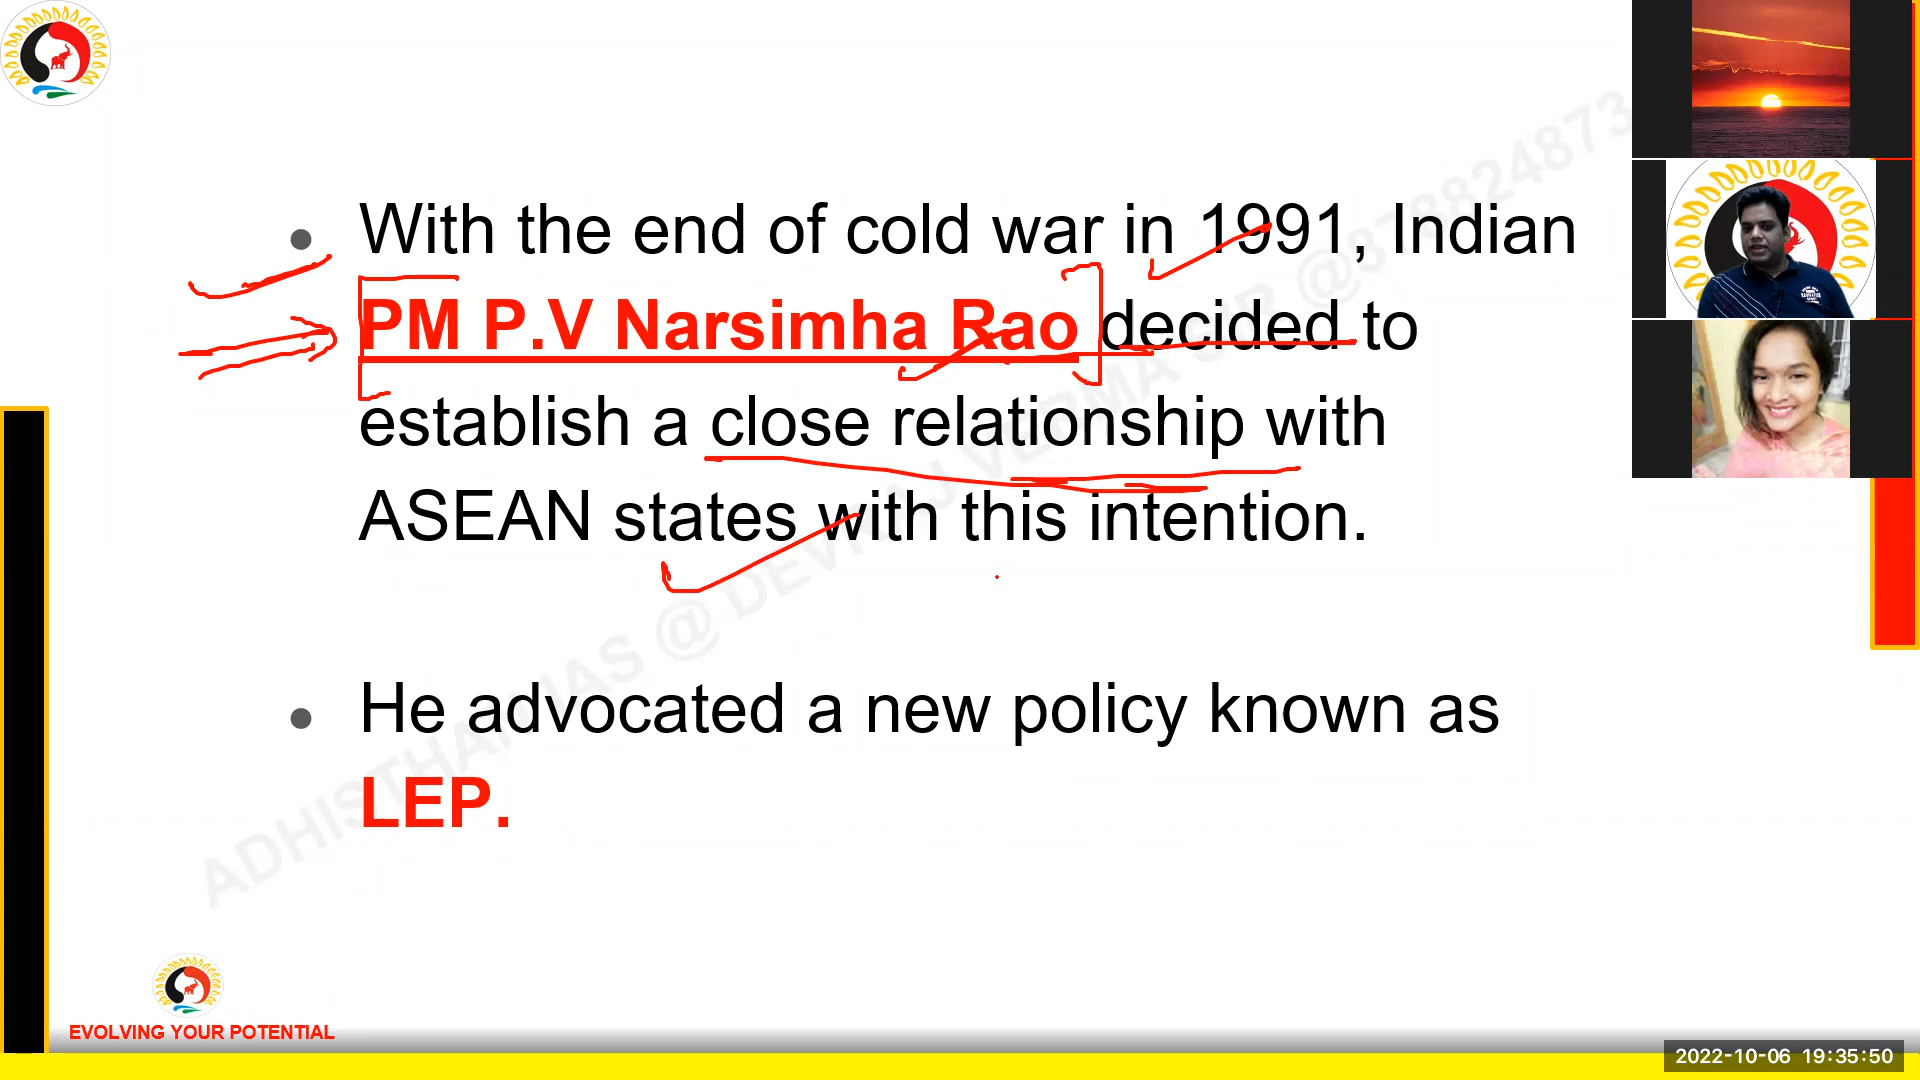 With the end of cold war in 1991, Indian
PM P.V Narsimha Rao decided to
establish a close relationship with
ASEAN states with this intention.
He advocated a new policy known as
LEP.
EVOLVING YOUR POTENTIAL
2022-10-06 19:35:50